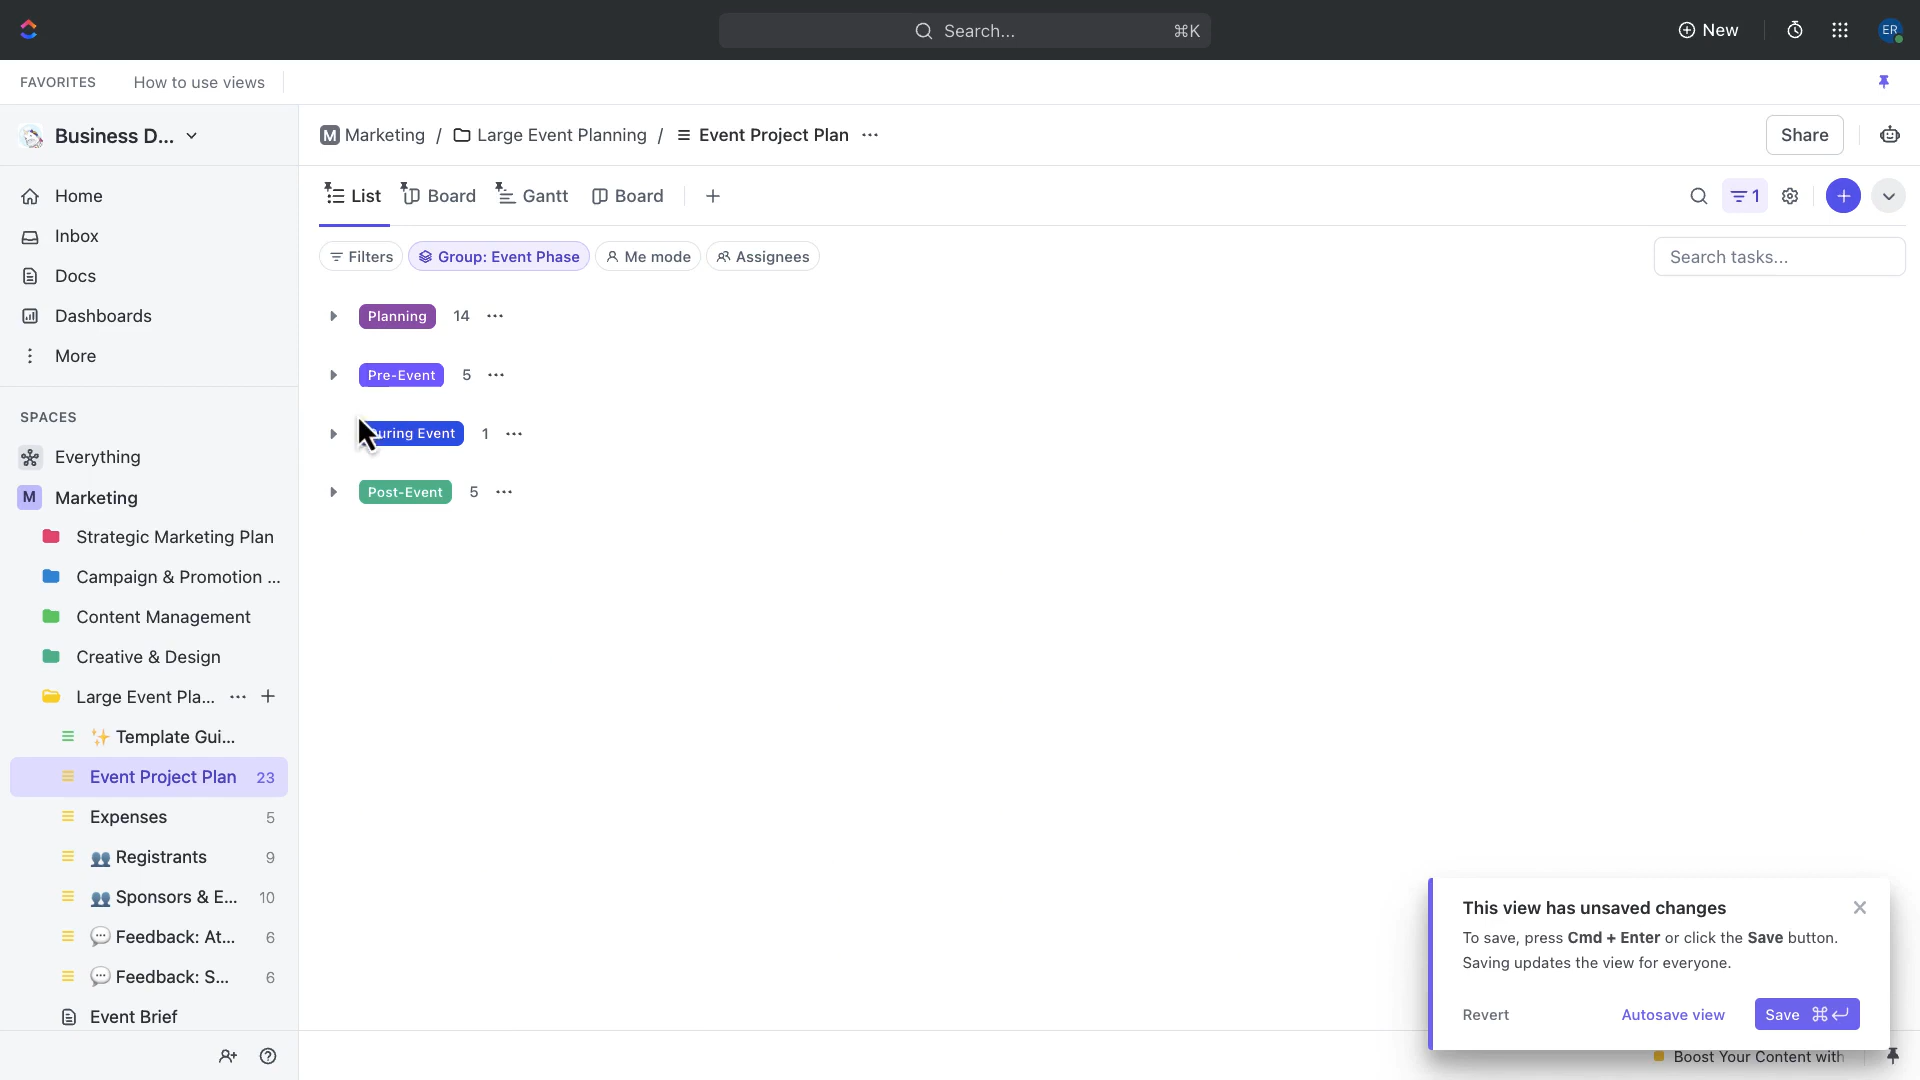 Search...
⌘K
New
ER
FAVORITES
How to use views
Business D...
M Marketing / Large Event Planning / Event Project Plan ...
Share
Home
Inbox
Docs
Dashboards
More
List
Board
Gantt
Board
1
Filters
Group: Event Phase
Me mode
Assignees
Search tasks...
Planning 14
Pre-Event 5
During Event 1
Post-Event 5
SPACES
Everything
M Marketing
Strategic Marketing Plan
Campaign & Promotion ...
Content Management
Creative & Design
Large Event Pla...
✨ Template Gui...
Event Project Plan 23
Expenses 5
👥 Registrants 9
👥 Sponsors & E... 10
💬 Feedback: At... 6
💬 Feedback: S... 6
Event Brief
This view has unsaved changes
To save, press Cmd + Enter or click the Save button.
Saving updates the view for everyone.
Revert
Autosave view
Save ⌘↵
Boost Your Content with